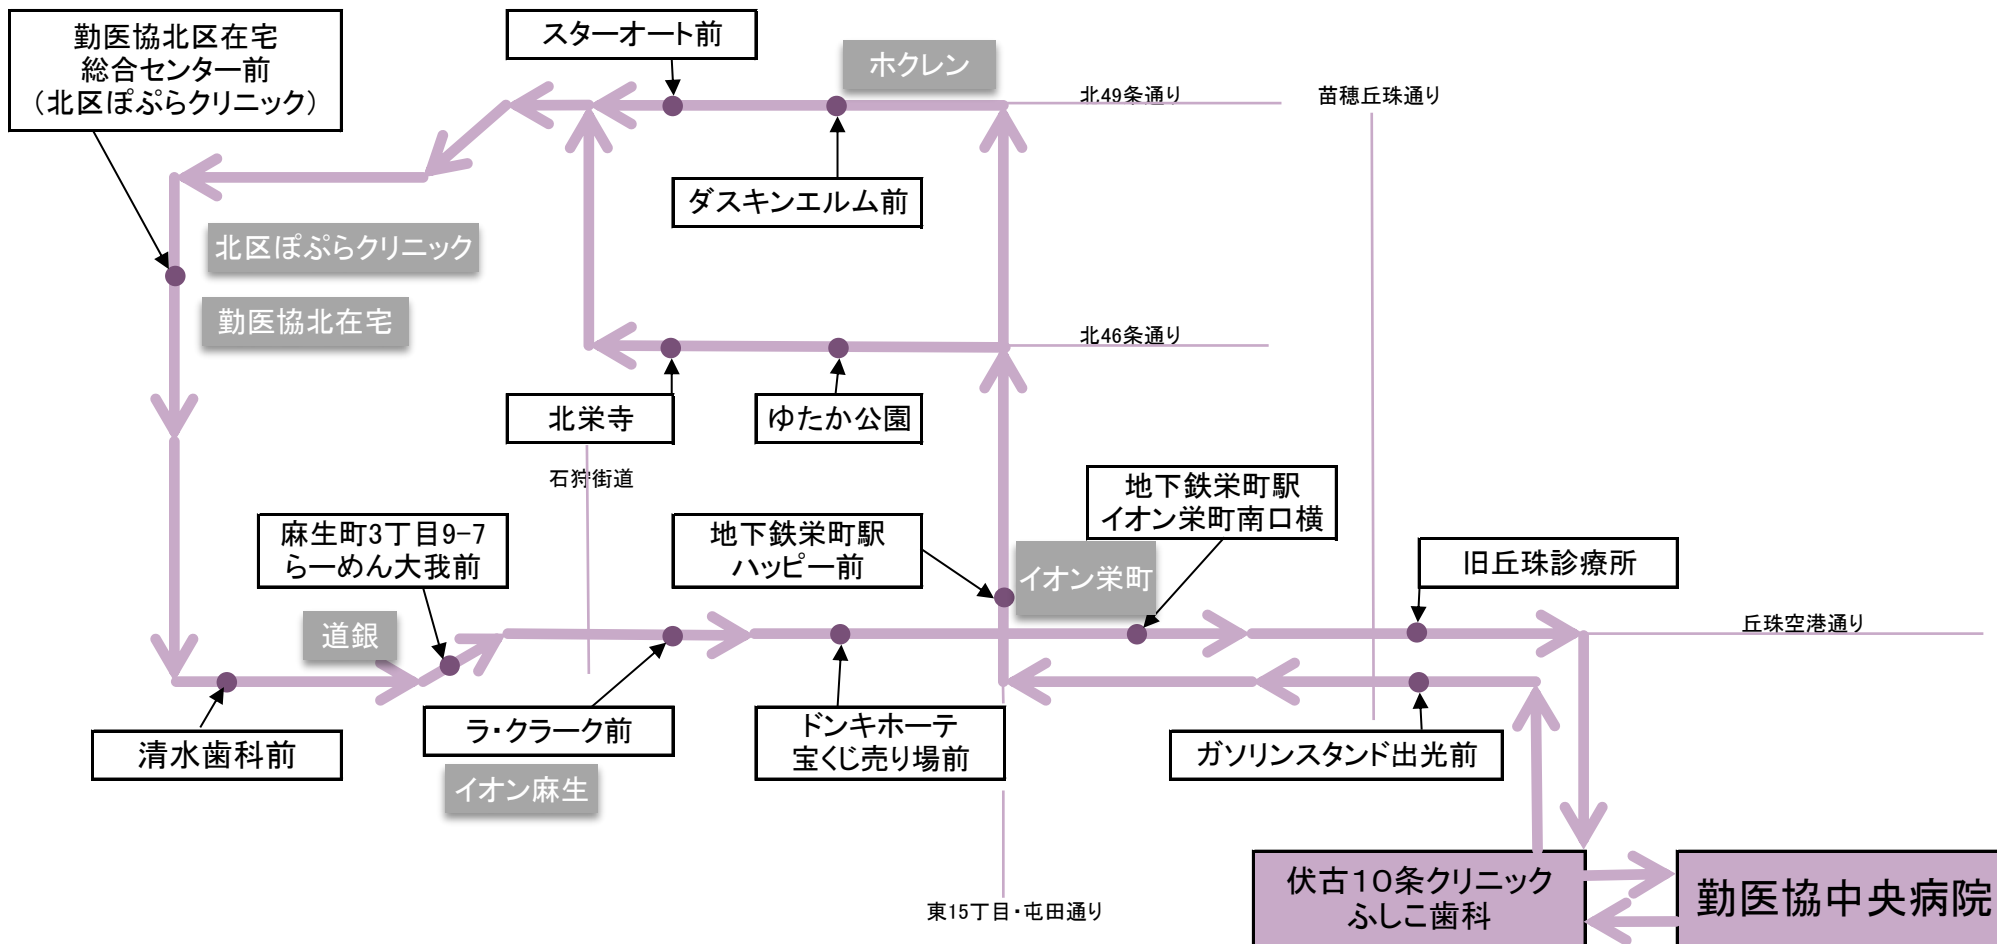 勤医協北区在宅
総合センター前
（北区ぽぷらクリニック）
スターオート前
ホクレン
北49条通り
苗穂丘珠通り
ダスキンエルム前
北区ぽぷらクリニック
勤医協北在宅
北46条通り
北栄寺
ゆたか公園
石狩街道
麻生町3丁目9-7
らーめん大我前
地下鉄栄町駅
ハッピー前
イオン栄町
地下鉄栄町駅
イオン栄町南口横
旧丘珠診療所
道銀
丘珠空港通り
清水歯科前
ラ・クラーク前
イオン麻生
ドンキホーテ
宝くじ売り場前
ガソリンスタンド出光前
東15丁目・屯田通り
伏古１０条クリニック
ふしこ歯科
勤医協中央病院